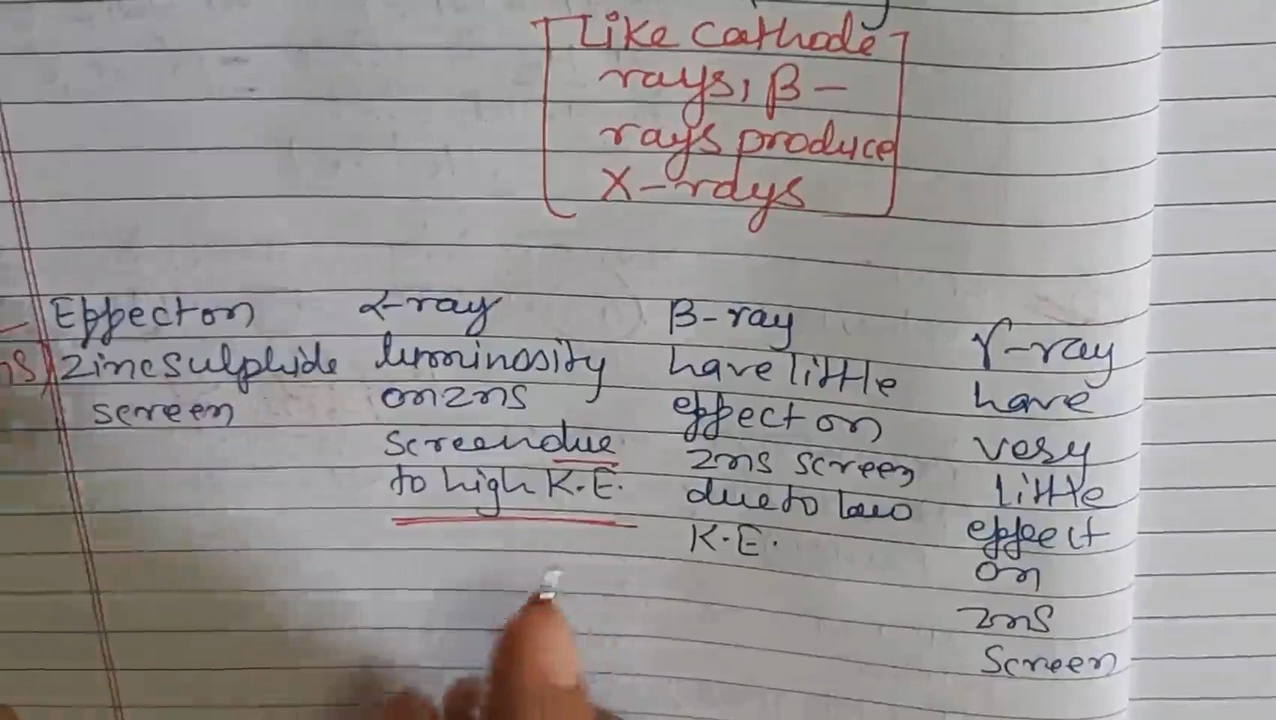 Like cathode
rays, β-
rays produce
X-rays
Effect on
zinc sulphide
screen
α-ray
luminosity
on zns
screen due
to high K.E.
β-ray
have little
effect on
zns screen
due to low
K.E.
γ-ray
have
very
little
effect
on
zns
screen